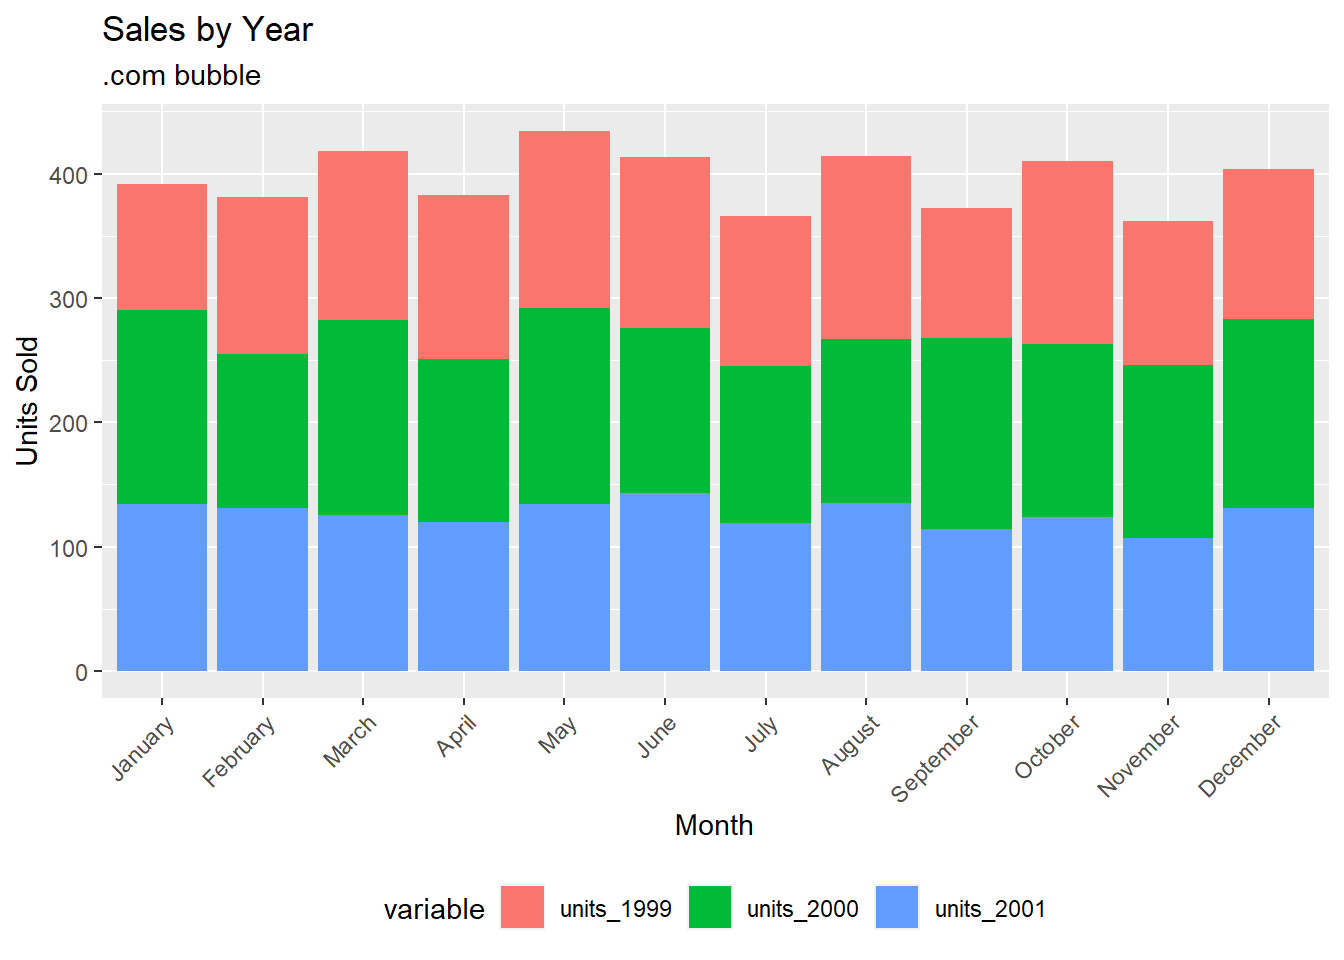 Sales by Year
.com bubble
Units Sold
400
300
200
100
0
January
February
March
April
May
June
July
August
September
October
November
December
Month
variable
units_1999
units_2000
units_2001